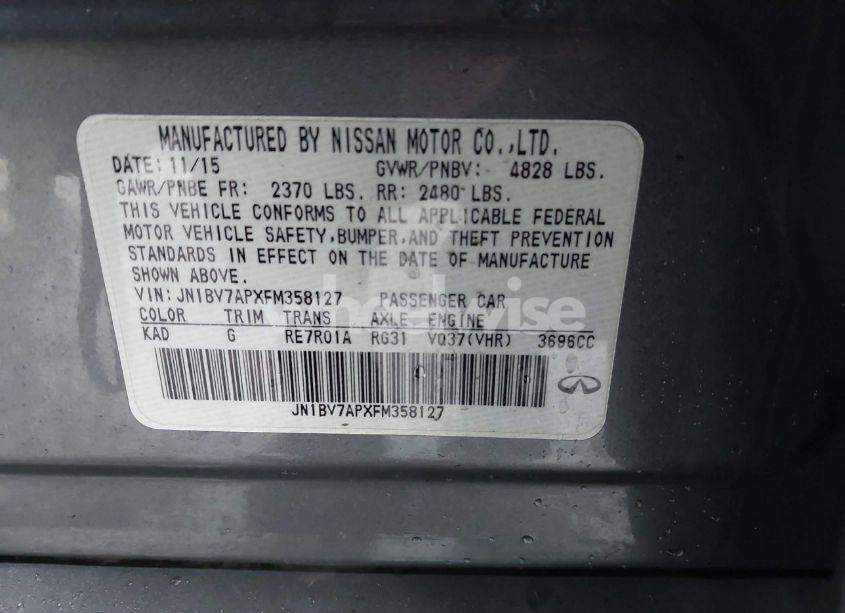 MANUFACTURED BY NISSAN MOTOR CO.,LTD.
DATE: 11/15 GVWR/PNBV: 4828 LBS.
GAWR/PNBE FR: 2370 LBS. RR: 2480 LBS.
THIS VEHICLE CONFORMS TO ALL APPLICABLE FEDERAL
MOTOR VEHICLE SAFETY,BUMPER,AND THEFT PREVENTION
STANDARDS IN EFFECT ON THE DATE OF MANUFACTURE
SHOWN ABOVE.
VIN: JN1BV7APXFM358127 PASSENGER CAR
COLOR TRIM TRANS AXLE ENGINE
KAD G RE7R01A RG31 VQ37(VHR) 3696CC
JN1BV7APXFM358127